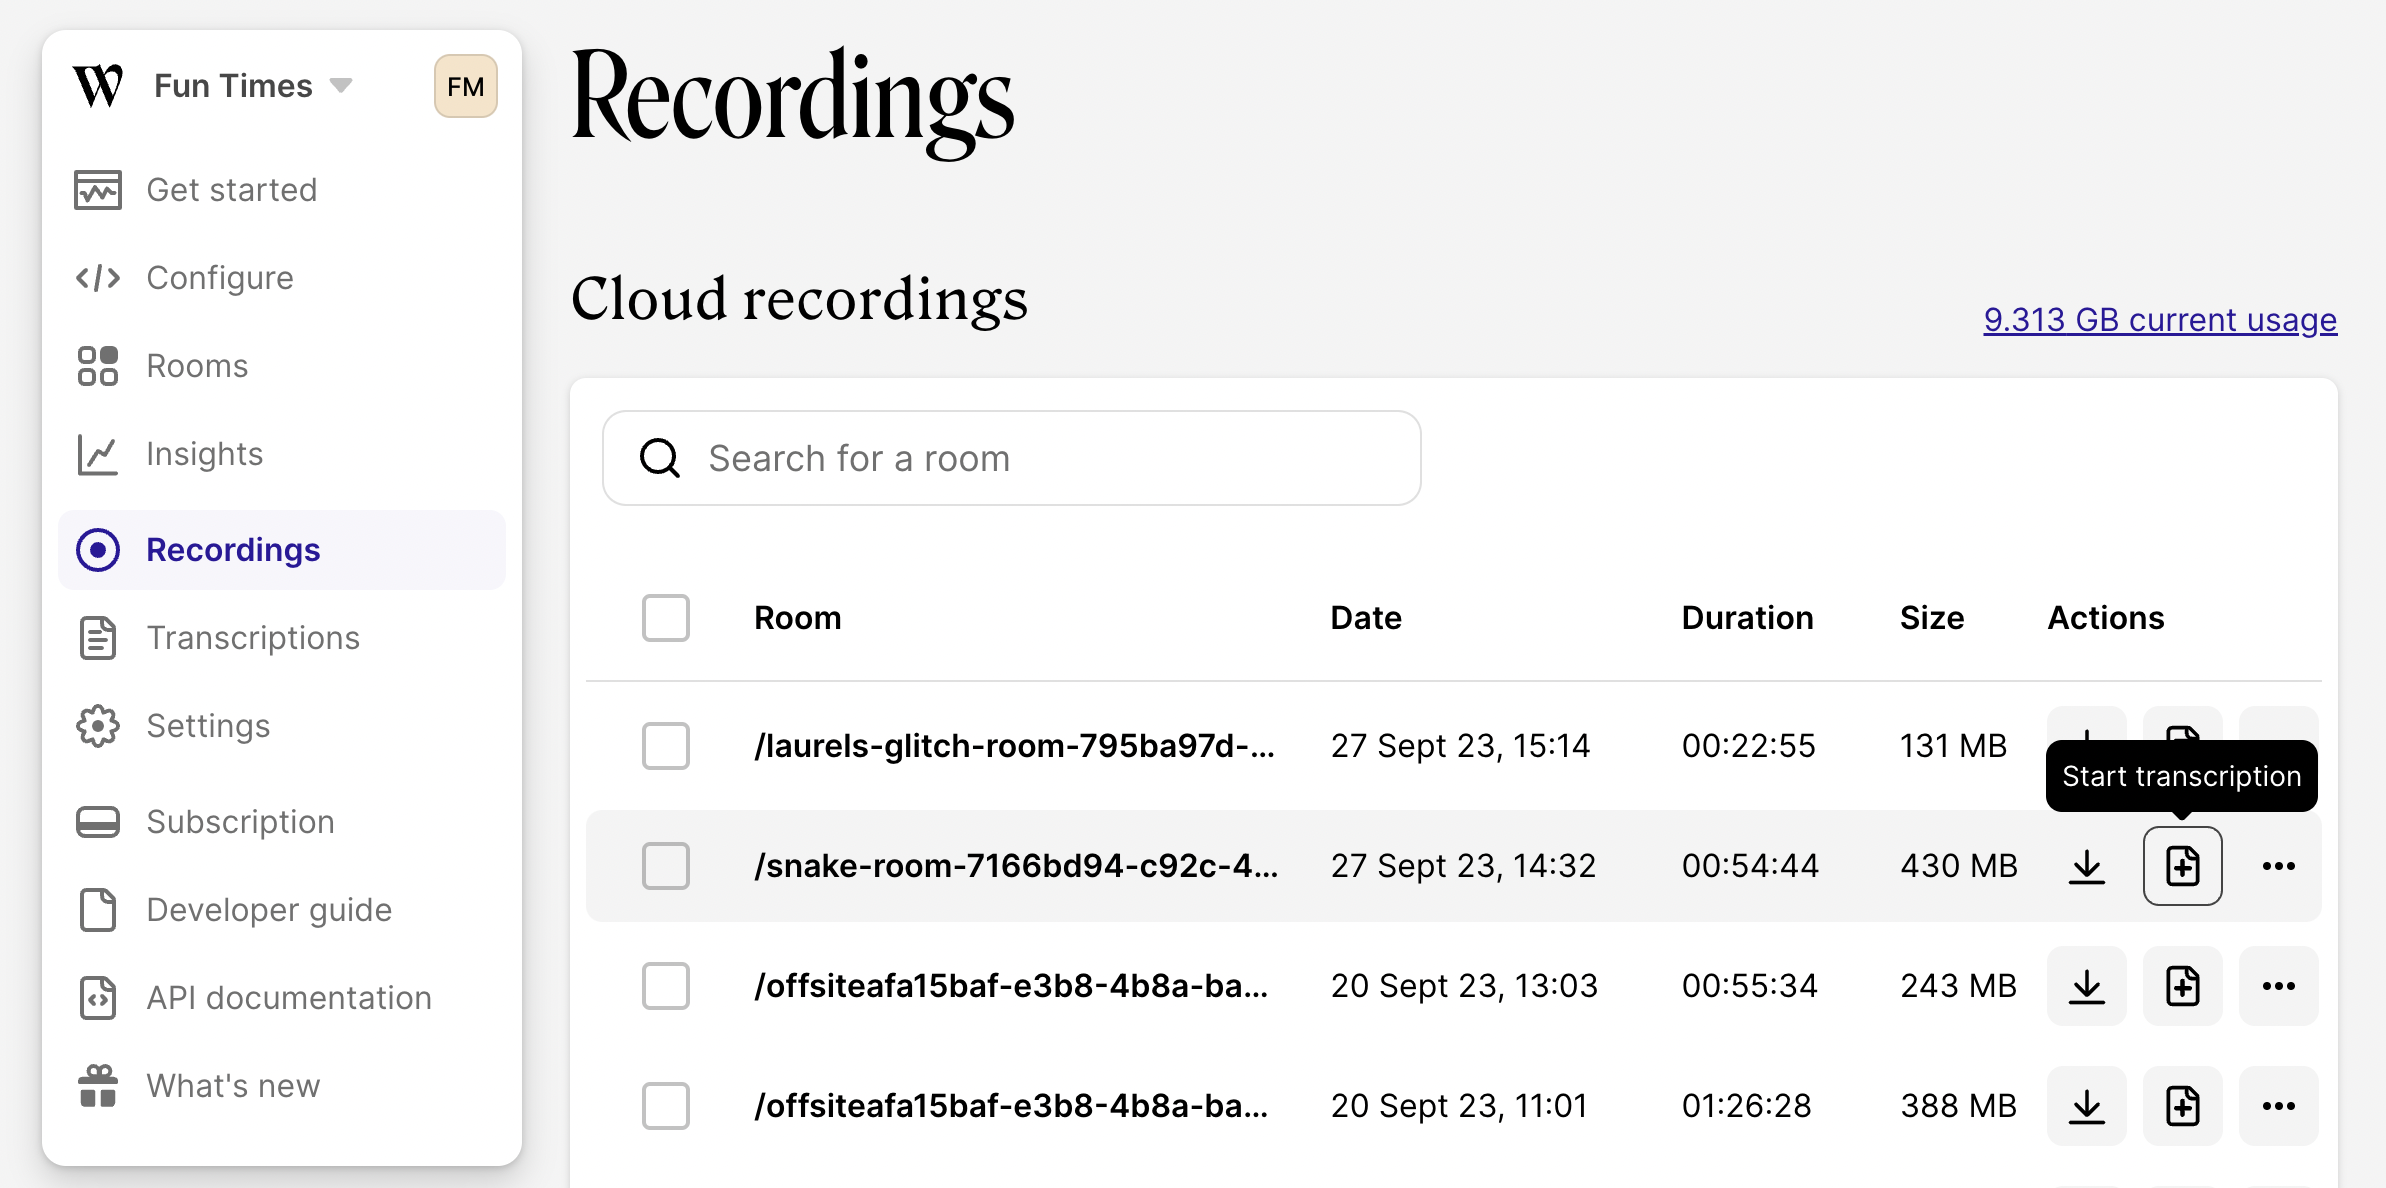 Fun Times
FM
Get started
Configure
Rooms
Insights
Recordings
Transcriptions
Settings
Subscription
Developer guide
API documentation
What's new
Recordings
Cloud recordings
9.313 GB current usage
Search for a room
Room Date Duration Size Actions
/laurels-glitch-room-795ba97d-... 27 Sept 23, 15:14 00:22:55 131 MB
Start transcription
/snake-room-7166bd94-c92c-4... 27 Sept 23, 14:32 00:54:44 430 MB
/offsiteafa15baf-e3b8-4b8a-ba... 20 Sept 23, 13:03 00:55:34 243 MB
/offsiteafa15baf-e3b8-4b8a-ba... 20 Sept 23, 11:01 01:26:28 388 MB